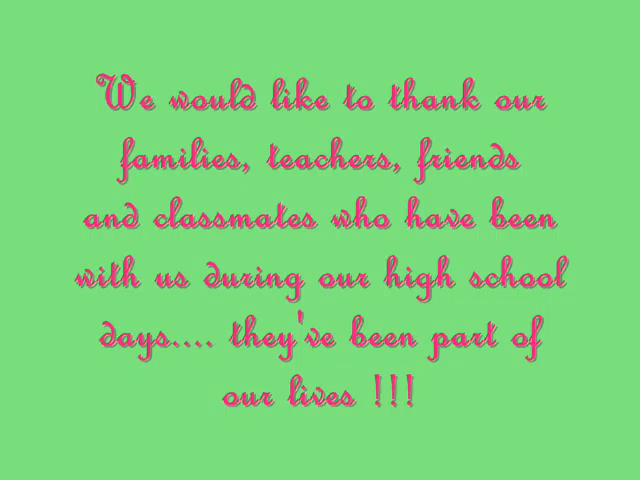 We would like to thank our
families, teachers, friends
and classmates who have been
with us during our high school
days.... they've been part of
our lives !!!